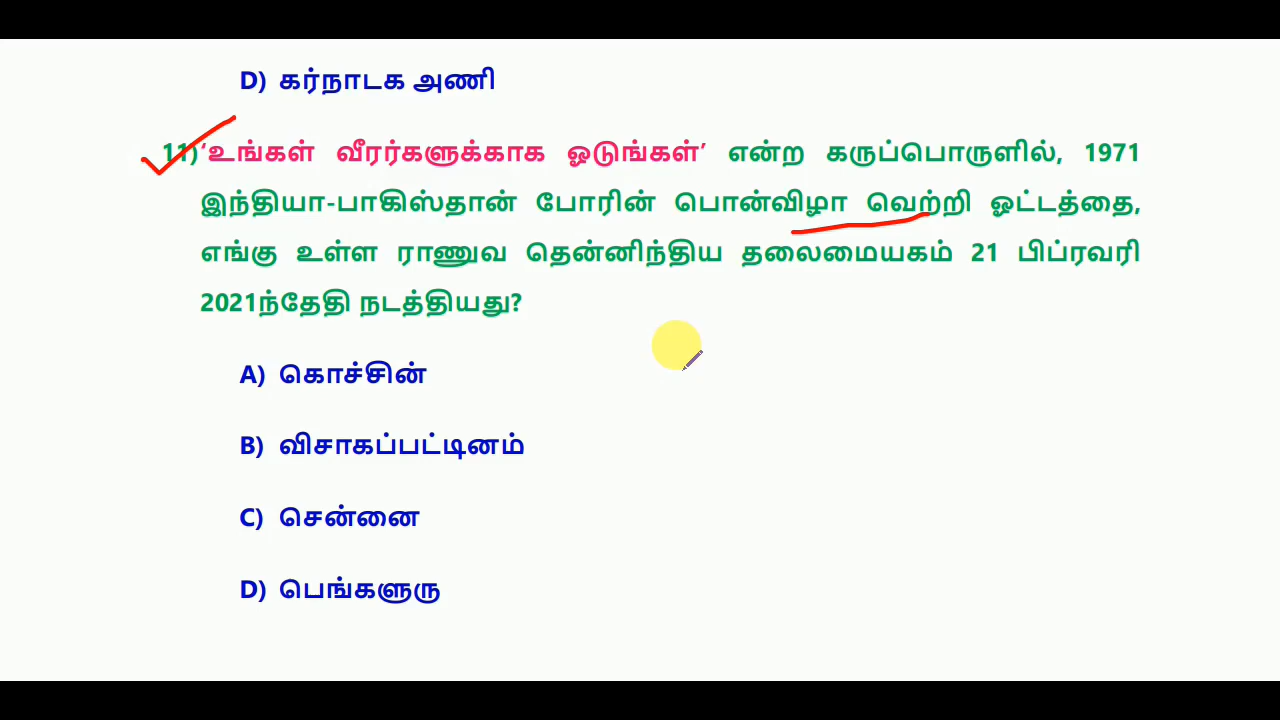 D) கர்நாடக அணி
11) ‘உங்கள் வீரர்களுக்காக ஓடுங்கள்’ என்ற கருப்பொருளில், 1971
இந்தியா-பாகிஸ்தான் போரின் பொன்விழா வெற்றி ஓட்டத்தை,
எங்கு உள்ள ராணுவ தென்னிந்திய தலைமையகம் 21 பிப்ரவரி
2021ந்தேதி நடத்தியது?
A) கொச்சின்
B) விசாகப்பட்டினம்
C) சென்னை
D) பெங்களுரு